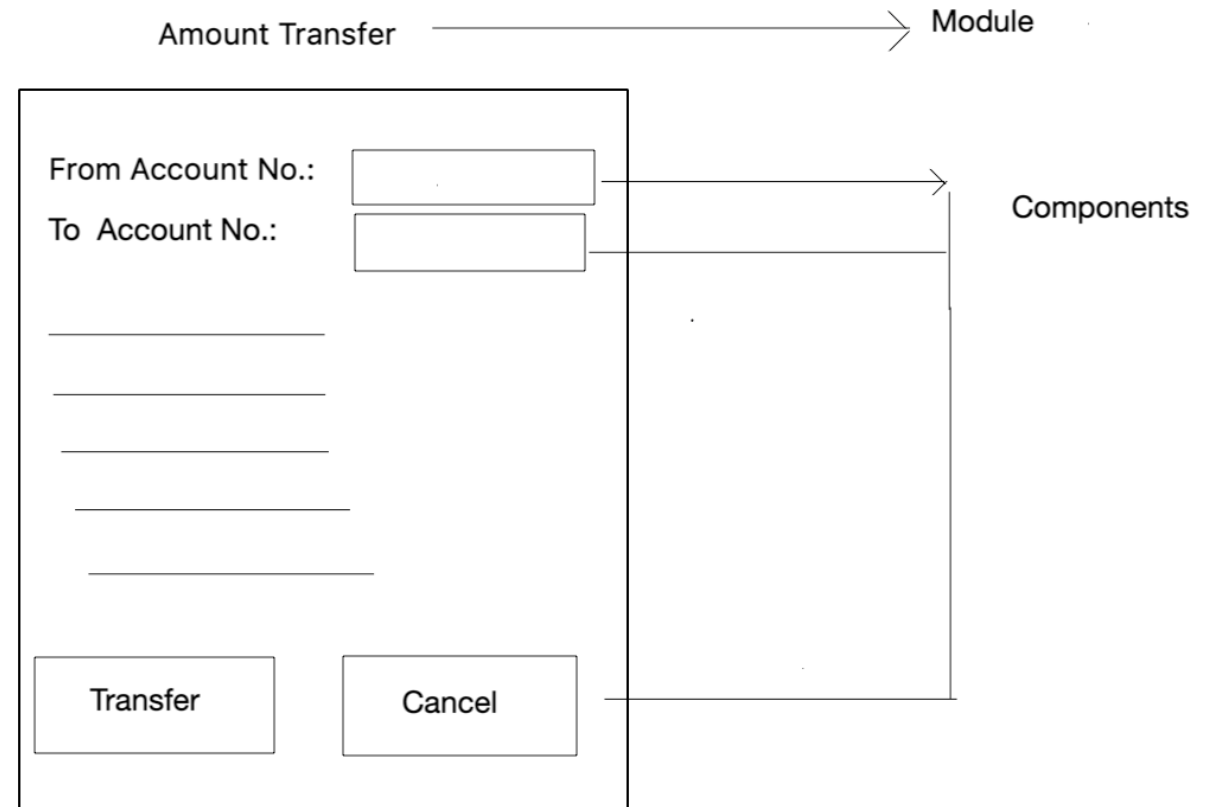 Amount Transfer
Module
From Account No.:
To Account No.:
Components
Transfer
Cancel